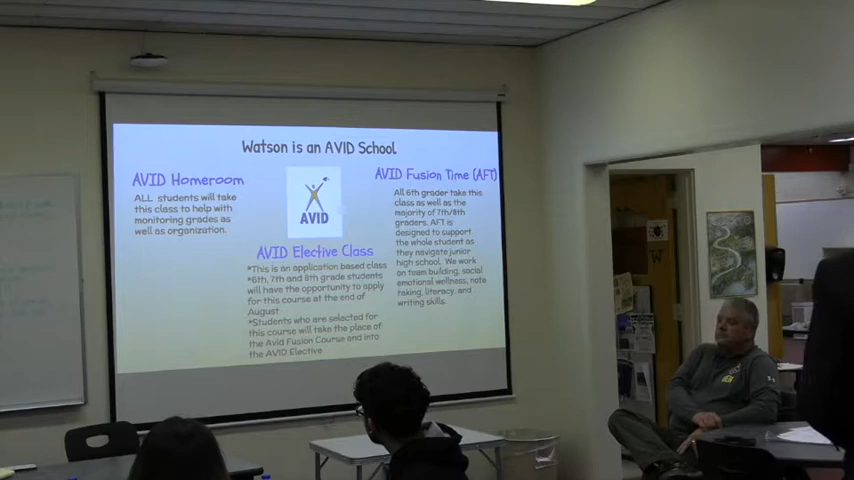 Watson is an AVID School
AVID Homeroom
ALL students will take
this class to help with
monitoring grades as
well as organization.
AVID
AVID Fusion Time (AFT)
ALL 6th grader take this
class as well as the
majority of 7th/8th
graders. AFT is
designed to support
the whole student as
they navigate junior
high school. We work
on team building, social
emotional wellness, note
taking, literacy, and
writing skills.
AVID Elective Class
*This is an application based class
*6th, 7th and 8th grade students
will have the opportunity to apply
for this course at the end of
August
*Students who are selected for
this course will take the place of
the Avid Fusion Course and into
the AVID Elective